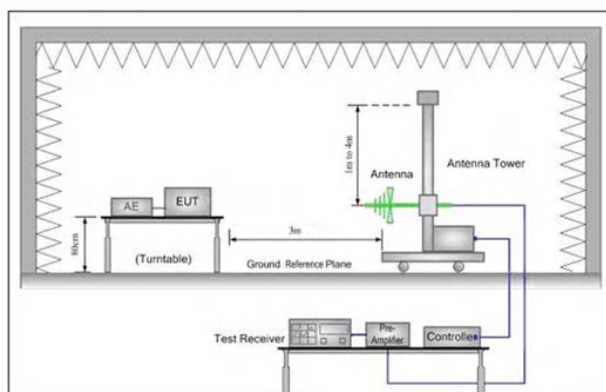 1m to 4m
Antenna
Antenna Tower
AE
EUT
80cm
(Turntable)
3m
Ground Reference Plane
Test Receiver
Pre-
Amplifier
Controller